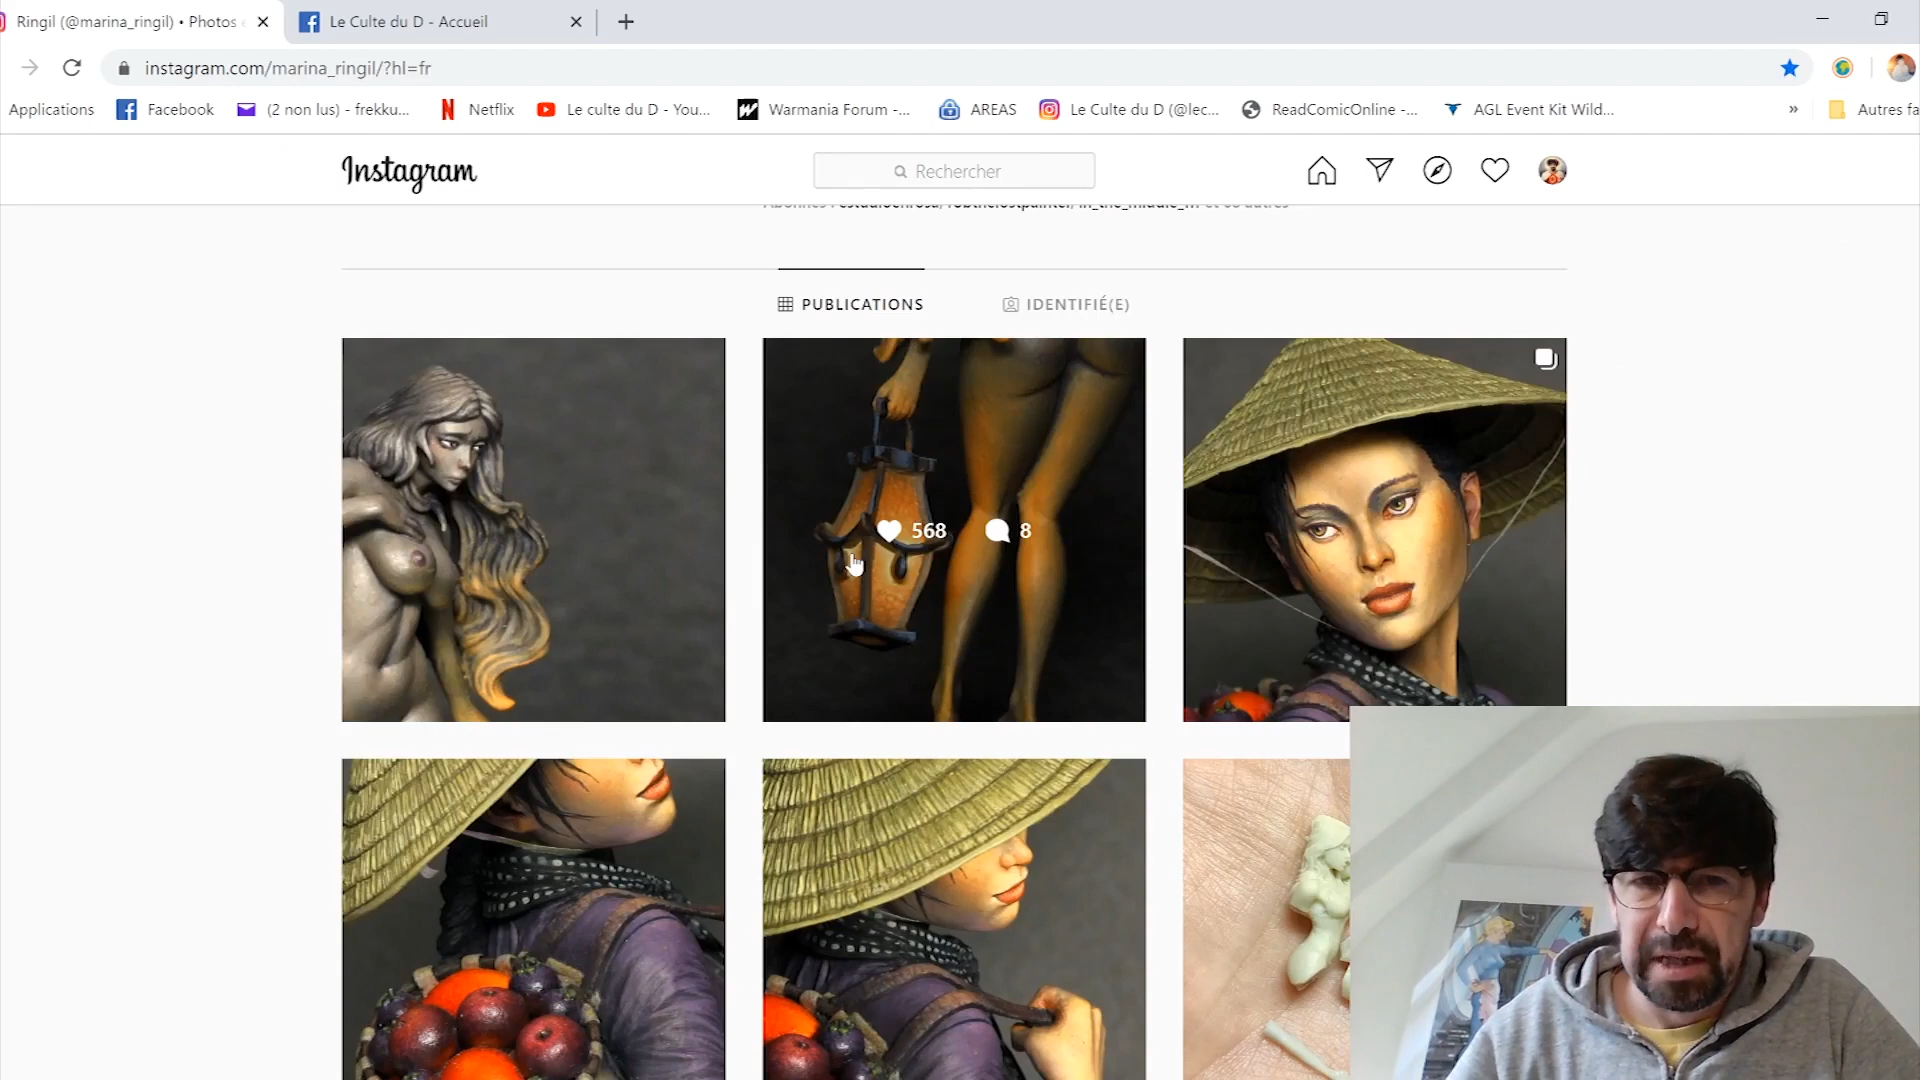 Ringil (@marina_ringil) • Photos
Le Culte du D - Accueil
instagram.com/marina_ringil/?hl=fr
Applications
Facebook
(2 non lus) - frekku...
Netflix
Le culte du D - You...
Warmania Forum -...
AREAS
Le Culte du D (@lec...
ReadComicOnline -...
AGL Event Kit Wild...
»
Autres fa
Instagram
Rechercher
PUBLICATIONS
IDENTIFIÉ(E)
568
8